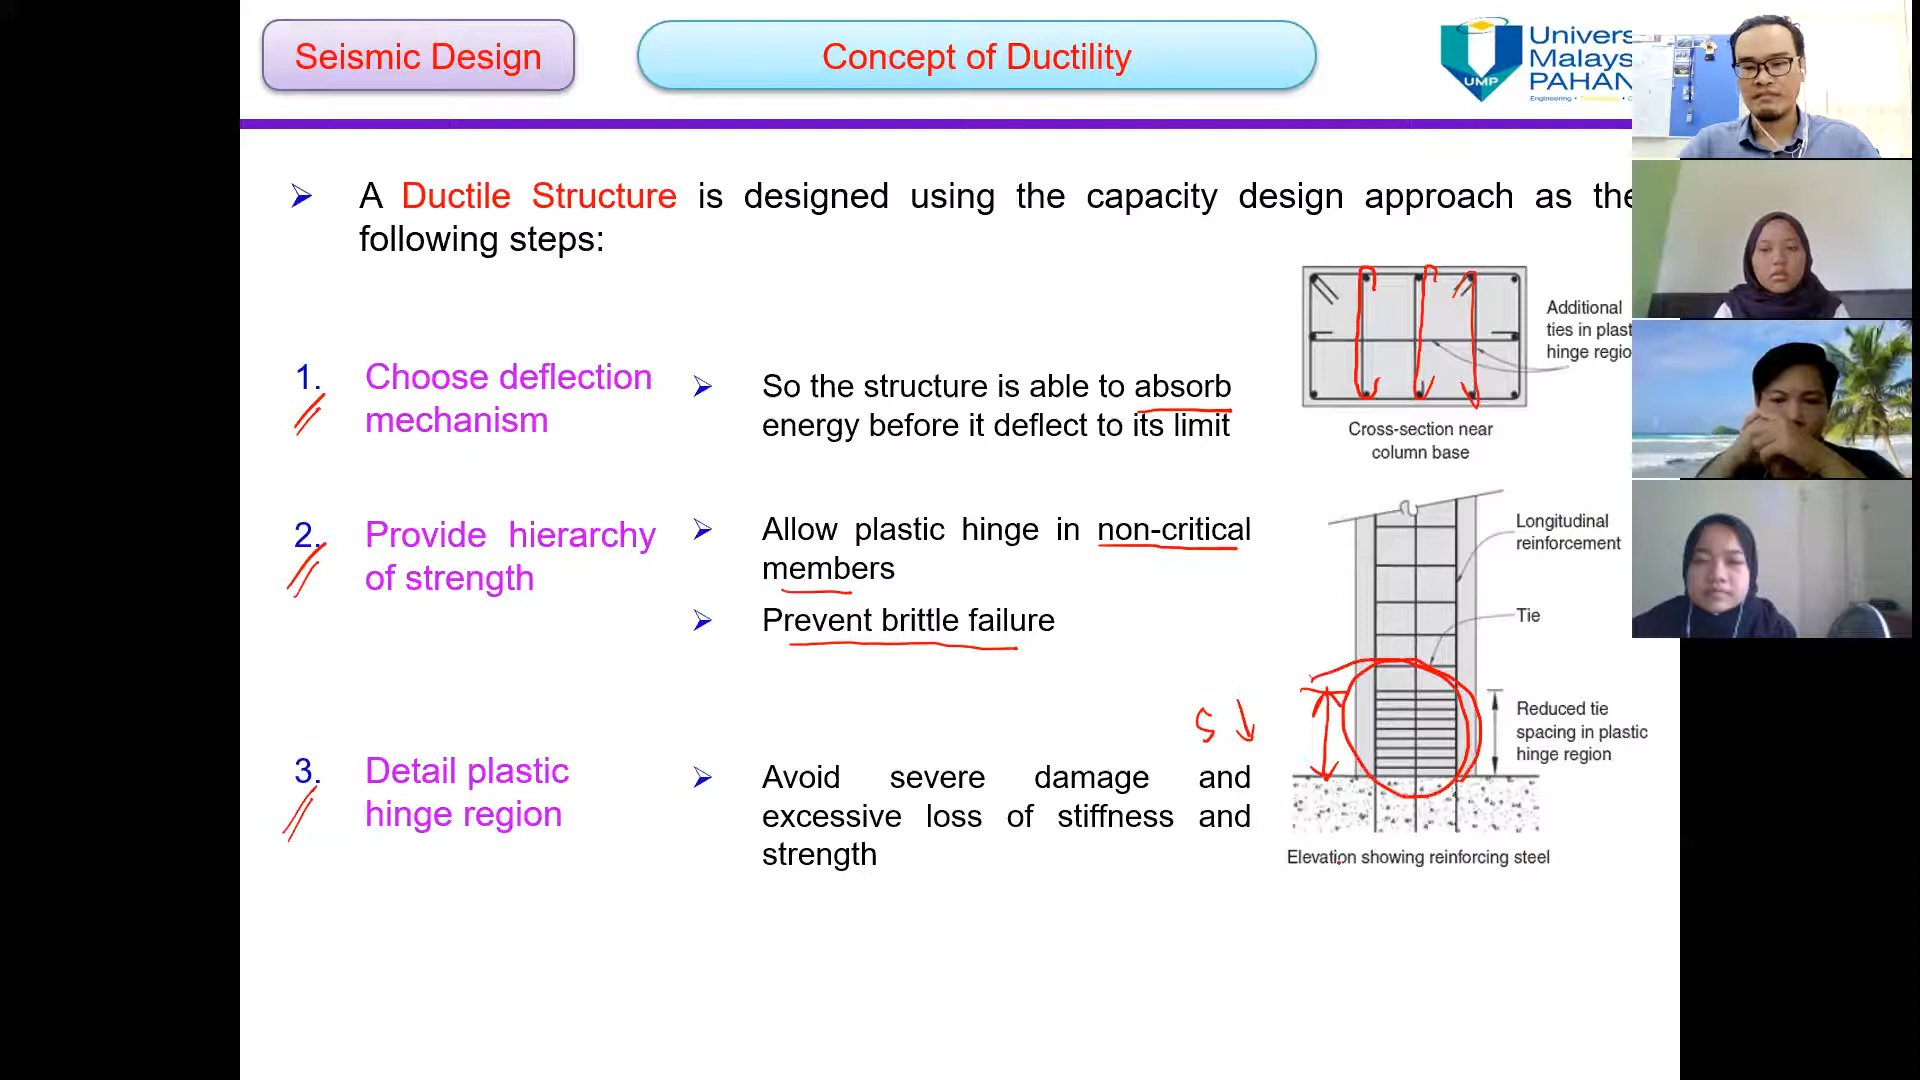 Seismic Design
Concept of Ductility
UMP
Univers
Malays
PAHAN
Engineering •
A Ductile Structure is designed using the capacity design approach as the
following steps:
1. Choose deflection
mechanism
So the structure is able to absorb
energy before it deflect to its limit
2. Provide hierarchy
of strength
Allow plastic hinge in non-critical
members
Prevent brittle failure
3. Detail plastic
hinge region
Avoid severe damage and
excessive loss of stiffness and
strength
Additional
ties in plast
hinge regio
Cross-section near
column base
Longitudinal
reinforcement
Tie
S
Reduced tie
spacing in plastic
hinge region
Elevation showing reinforcing steel